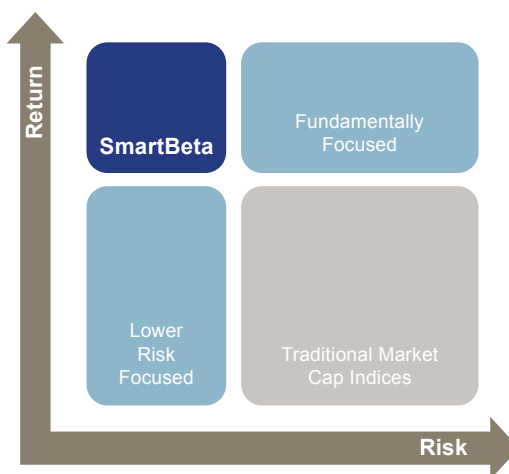 Return
SmartBeta
Fundamentally
Focused
Lower
Risk
Focused
Traditional Market
Cap Indices
Risk